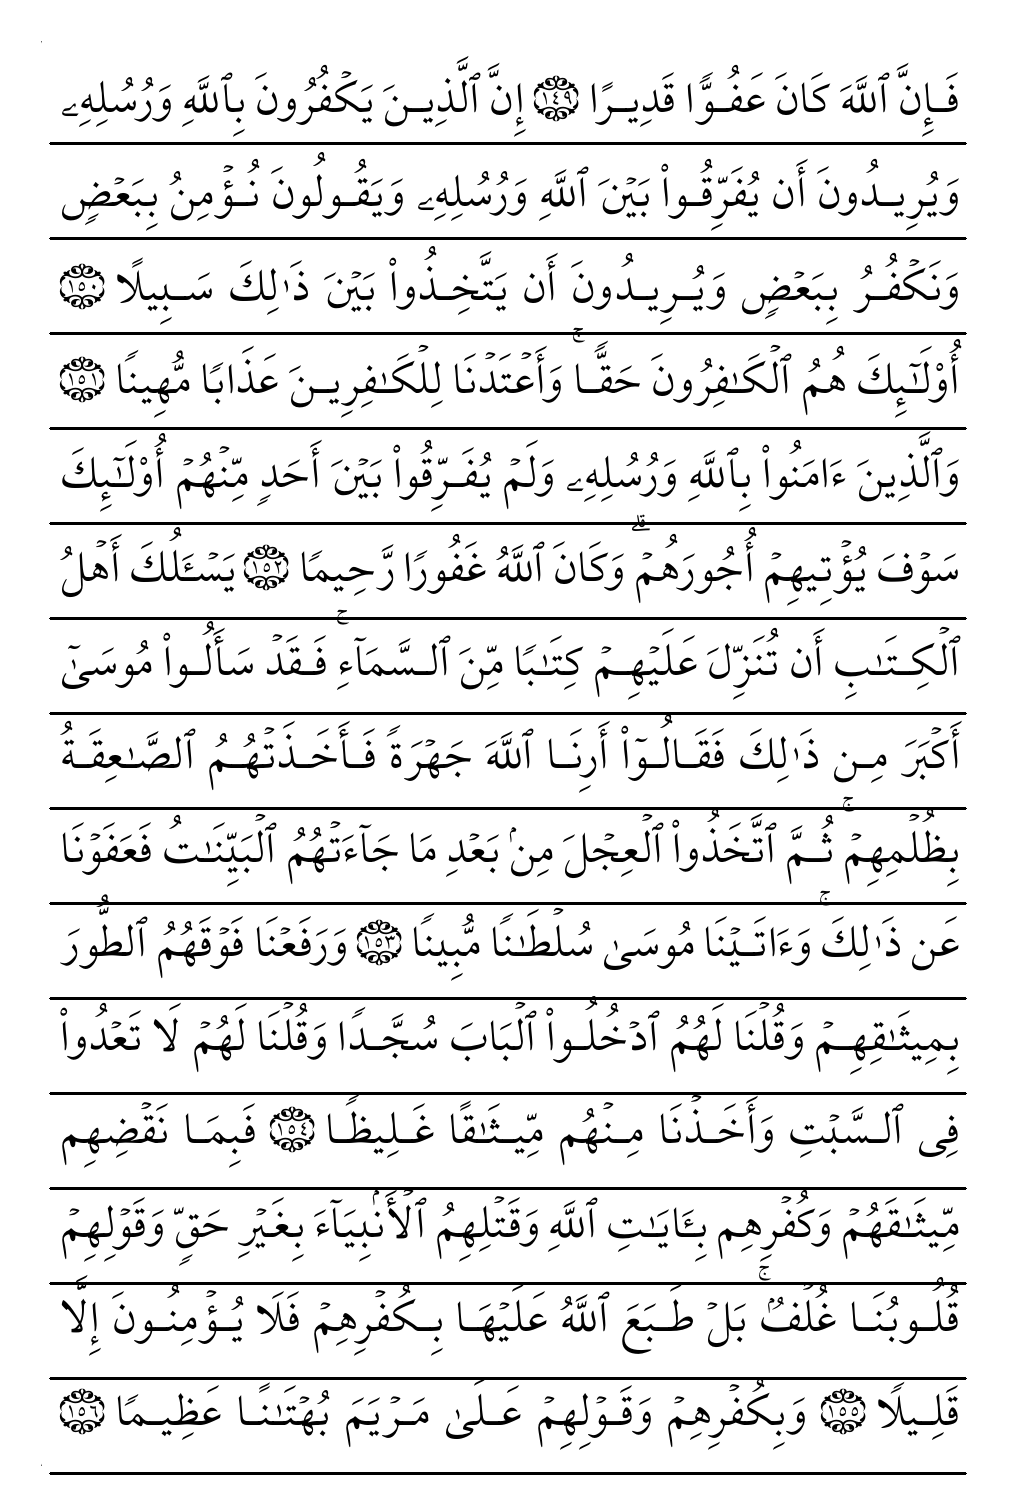 فَإِنَّ ٱللَّهَ كَانَ عَفُوًّا قَدِيرًا ١٤٩ إِنَّ ٱلَّذِينَ يَكۡفُرُونَ بِٱللَّهِ وَرُسُلِهِۦ
وَيُرِيدُونَ أَن يُفَرِّقُواْ بَيۡنَ ٱللَّهِ وَرُسُلِهِۦ وَيَقُولُونَ نُؤۡمِنُ بِبَعۡضٖ
وَنَكۡفُرُ بِبَعۡضٖ وَيُرِيدُونَ أَن يَتَّخِذُواْ بَيۡنَ ذَٰلِكَ سَبِيلًا ١٥٠
أُوْلَٰٓئِكَ هُمُ ٱلۡكَٰفِرُونَ حَقّٗاۚ وَأَعۡتَدۡنَا لِلۡكَٰفِرِينَ عَذَابٗا مُّهِينٗا ١٥١
وَٱلَّذِينَ ءَامَنُواْ بِٱللَّهِ وَرُسُلِهِۦ وَلَمۡ يُفَرِّقُواْ بَيۡنَ أَحَدٖ مِّنۡهُمۡ أُوْلَٰٓئِكَ
سَوۡفَ يُؤۡتِيهِمۡ أُجُورَهُمۡۗ وَكَانَ ٱللَّهُ غَفُورٗا رَّحِيمٗا ١٥٢ يَسۡـَٔلُكَ أَهۡلُ
ٱلۡكِتَٰبِ أَن تُنَزِّلَ عَلَيۡهِمۡ كِتَٰبٗا مِّنَ ٱلسَّمَآءِۚ فَقَدۡ سَأَلُواْ مُوسَىٰٓ
أَكۡبَرَ مِن ذَٰلِكَ فَقَالُوٓاْ أَرِنَا ٱللَّهَ جَهۡرَةٗ فَأَخَذَتۡهُمُ ٱلصَّٰعِقَةُ
بِظُلۡمِهِمۡۚ ثُمَّ ٱتَّخَذُواْ ٱلۡعِجۡلَ مِنۢ بَعۡدِ مَا جَآءَتۡهُمُ ٱلۡبَيِّنَٰتُ فَعَفَوۡنَا
عَن ذَٰلِكَۚ وَءَاتَيۡنَا مُوسَىٰ سُلۡطَٰنٗا مُّبِينٗا ١٥٣ وَرَفَعۡنَا فَوۡقَهُمُ ٱلطُّورَ
بِمِيثَٰقِهِمۡ وَقُلۡنَا لَهُمُ ٱدۡخُلُواْ ٱلۡبَابَ سُجَّدٗا وَقُلۡنَا لَهُمۡ لَا تَعۡدُواْ
فِي ٱلسَّبۡتِ وَأَخَذۡنَا مِنۡهُم مِّيثَٰقًا غَلِيظٗا ١٥٤ فَبِمَا نَقۡضِهِم
مِّيثَٰقَهُمۡ وَكُفۡرِهِم بِـَٔايَٰتِ ٱللَّهِ وَقَتۡلِهِمُ ٱلۡأَنۢبِيَآءَ بِغَيۡرِ حَقّٖ وَقَوۡلِهِمۡ
قُلُوبُنَا غُلۡفُۢۚ بَلۡ طَبَعَ ٱللَّهُ عَلَيۡهَا بِكُفۡرِهِمۡ فَلَا يُؤۡمِنُونَ إِلَّا
قَلِيلٗا ١٥٥ وَبِكُفۡرِهِمۡ وَقَوۡلِهِمۡ عَلَىٰ مَرۡيَمَ بُهۡتَٰنًا عَظِيمٗا ١٥٦